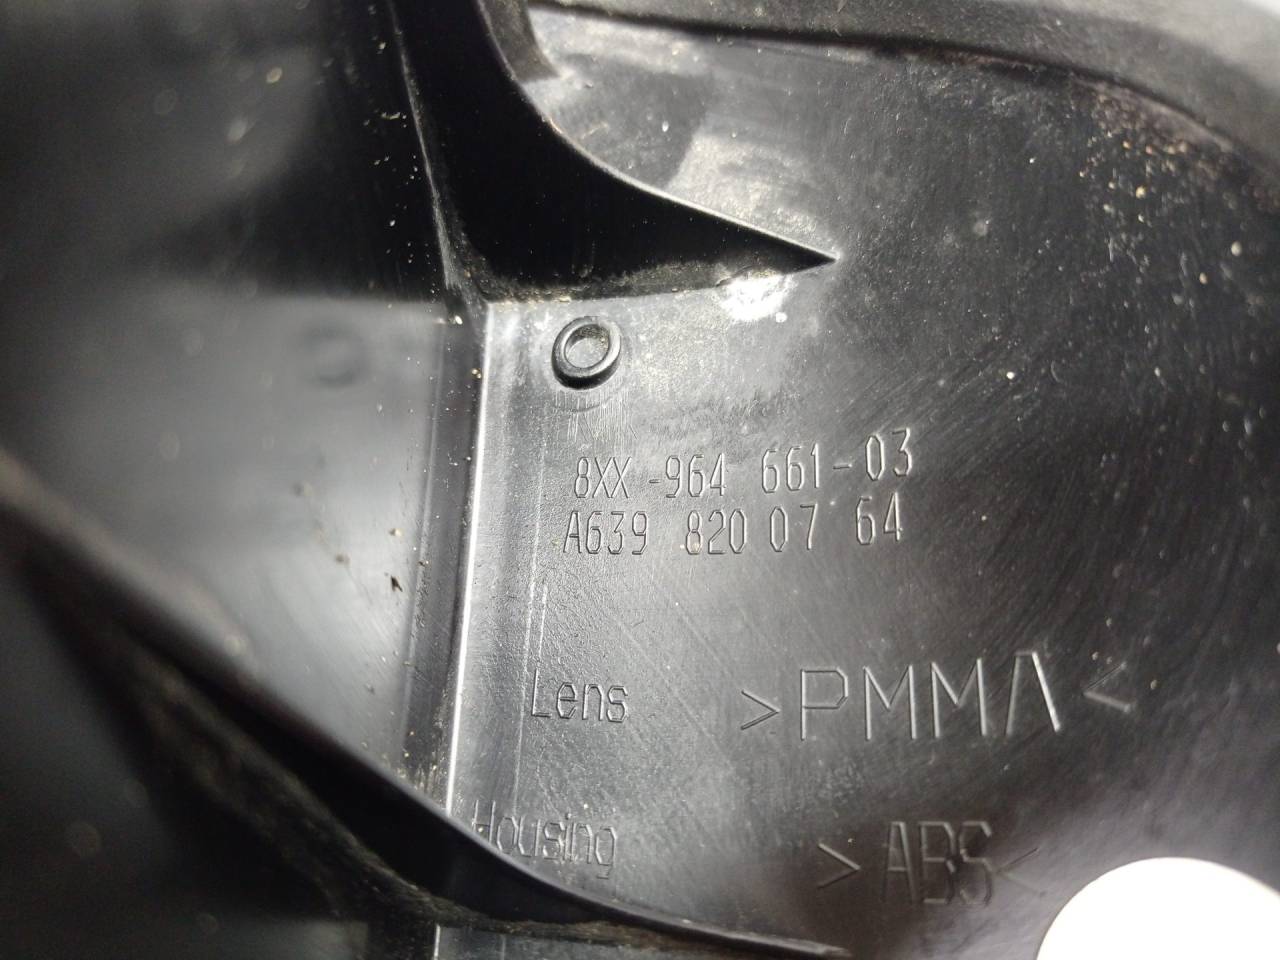 8XX-964 661-03
A639 820 07 64
Lens >PMMA<
Housing >ABS<